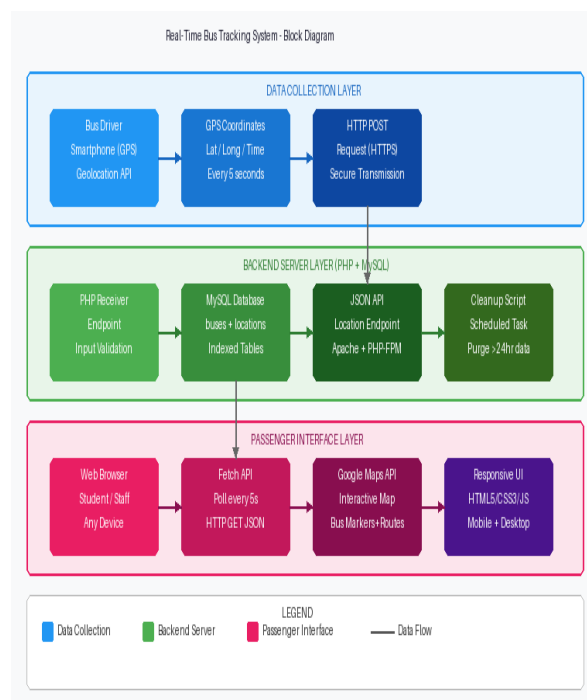 Real-Time Bus Tracking System - Block Diagram
DATA COLLECTION LAYER
Bus Driver
Smartphone (GPS)
Geolocation API
GPS Coordinates
Lat / Long / Time
Every 5 seconds
HTTP POST
Request (HTTPS)
Secure Transmission
BACKEND SERVER LAYER (PHP + MySQL)
PHP Receiver
Endpoint
Input Validation
MySQL Database
buses + locations
Indexed Tables
JSON API
Location Endpoint
Apache + PHP-FPM
Cleanup Script
Scheduled Task
Purge >24hr data
PASSENGER INTERFACE LAYER
Web Browser
Student / Staff
Any Device
Fetch API
Poll every 5s
HTTP GET JSON
Google Maps API
Interactive Map
Bus Markers+Routes
Responsive UI
HTML5/CSS3/JS
Mobile + Desktop
LEGEND
Data Collection
Backend Server
Passenger Interface
Data Flow